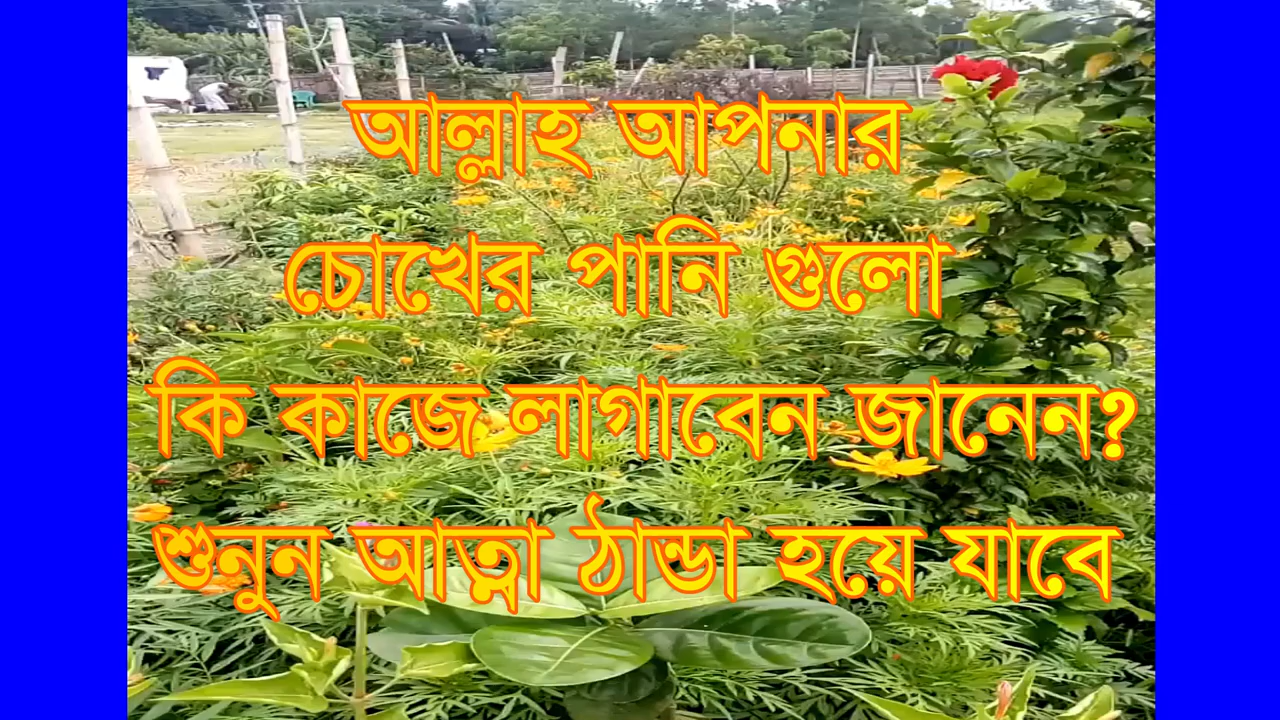 আল্লাহ আপনার
চোখের পানি গুলো
কি কাজে লাগাবেন জানেন?
শুনুন আত্না ঠান্ডা হয়ে যাবে